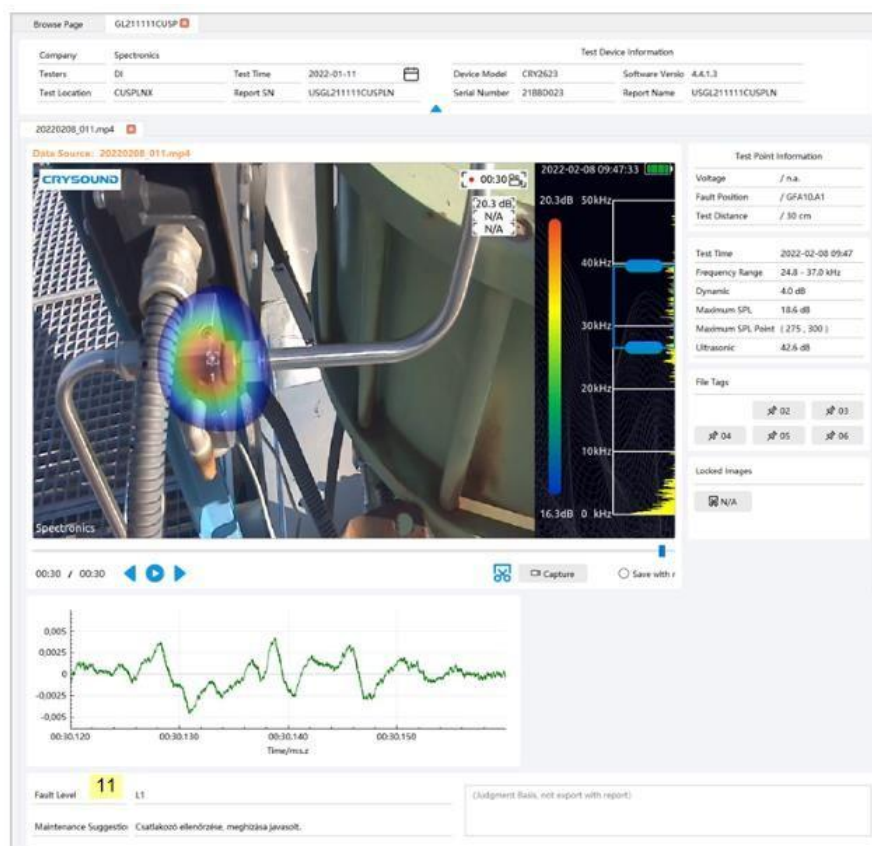 Browse Page GL211111CUSP
Company Spectronics Test Device Information
Testers DI Test Time 2022-01-11 Device Model CRY2623 Software Versio 4.4.1.3
Test Location CUSPLNX Report SN USGL211111CUSPLN Serial Number 21BBD023 Report Name USGL211111CUSPLN
20220208_011.mp4
Data Source: 20220208_011.mp4
CRYSOUND
00:30
20.3 dB
N/A
N/A
2022-02-08 09:47:33
20.3dB 50kHz
40kHz
30kHz
20kHz
10kHz
16.3dB 0 kHz
Spectronics
Test Point Information
Voltage / n.a.
Fault Position / GFA10.A1
Test Distance / 30 cm
Test Time 2022-02-08 09:47
Frequency Range 24.8 - 37.0 kHz
Dynamic 4.0 dB
Maximum SPL 18.6 dB
Maximum SPL Point ( 275 , 300 )
Ultrasonic 42.6 dB
File Tags
02 03
04 05 06
Locked Images
N/A
00:30 / 00:30 Capture Save with r
0,005
0,0025
0
-0,0025
-0,005
00:30.120 00:30.130 00:30.140 00:30.150
Time/m:s.z
Fault Level 11 L1
(Judgment Basis, not export with report)
Maintenance Suggestio Csatlakozó ellenőrzése, meghúzása javasolt.